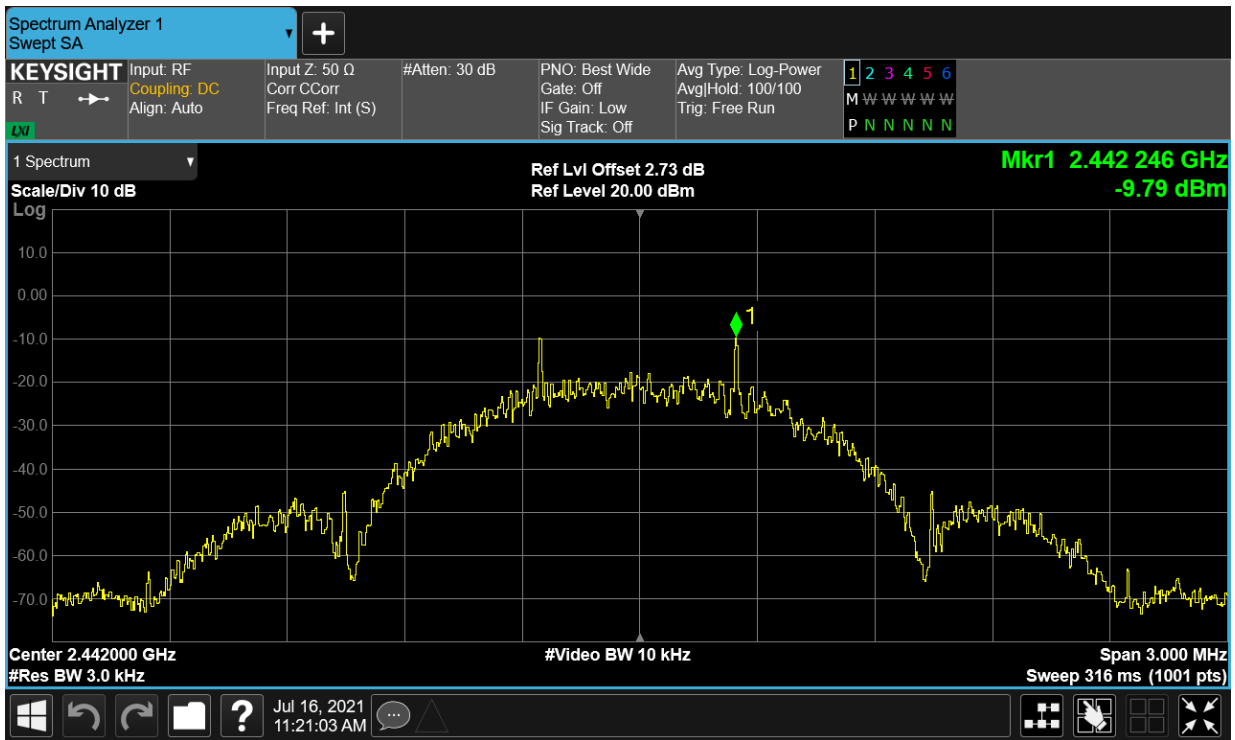 Spectrum Analyzer 1
Swept SA
KEYSIGHT Input: RF Input Z: 50 Ω #Atten: 30 dB PNO: Best Wide Avg Type: Log-Power 1 2 3 4 5 6
R T Coupling: DC Corr CCorr Gate: Off Avg|Hold: 100/100 M W W W W W
Align: Auto Freq Ref: Int (S) IF Gain: Low Trig: Free Run
LXI Sig Track: Off P N N N N N
1 Spectrum Ref Lvl Offset 2.73 dB Mkr1 2.442 246 GHz
Scale/Div 10 dB Ref Level 20.00 dBm -9.79 dBm
Log
10.0
0.00
1
-10.0
-20.0
-30.0
-40.0
-50.0
-60.0
-70.0
Center 2.442000 GHz #Video BW 10 kHz Span 3.000 MHz
#Res BW 3.0 kHz Sweep 316 ms (1001 pts)
? Jul 16, 2021
11:21:03 AM